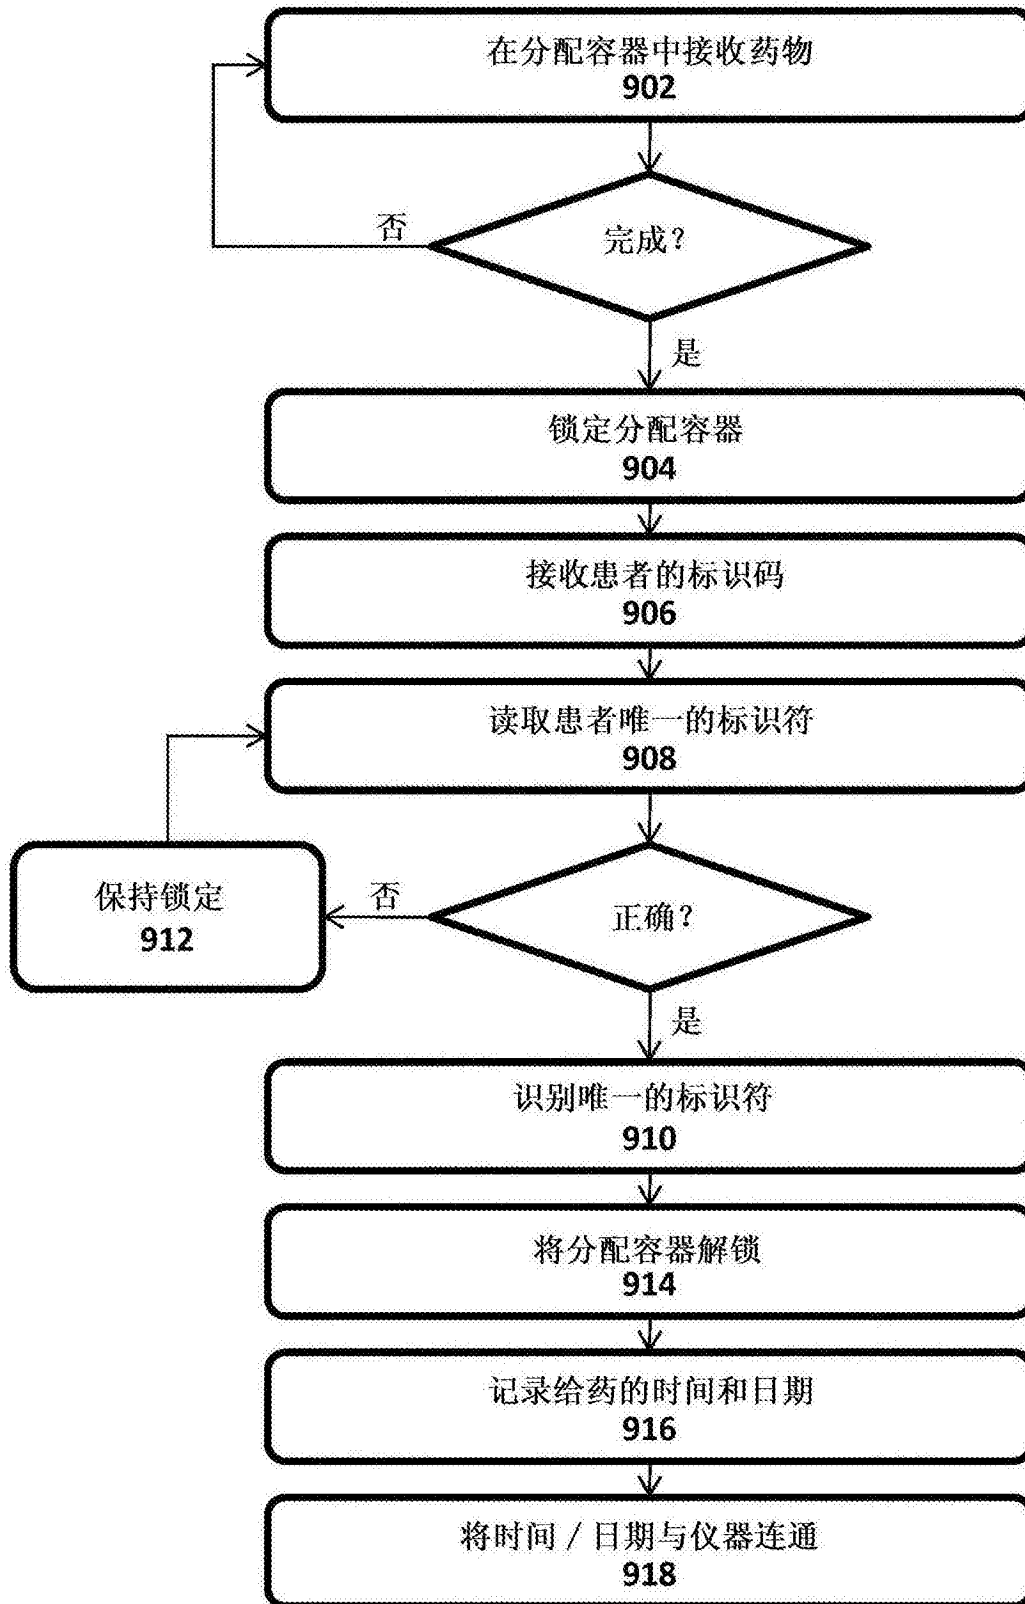 在分配容器中接收药物
902
否
完成?
是
锁定分配容器
904
接收患者的标识码
906
读取患者唯一的标识符
908
保持锁定
912
否
正确?
是
识别唯一的标识符
910
将分配容器解锁
914
记录给药的时间和日期
916
将时间/日期与仪器连通
918